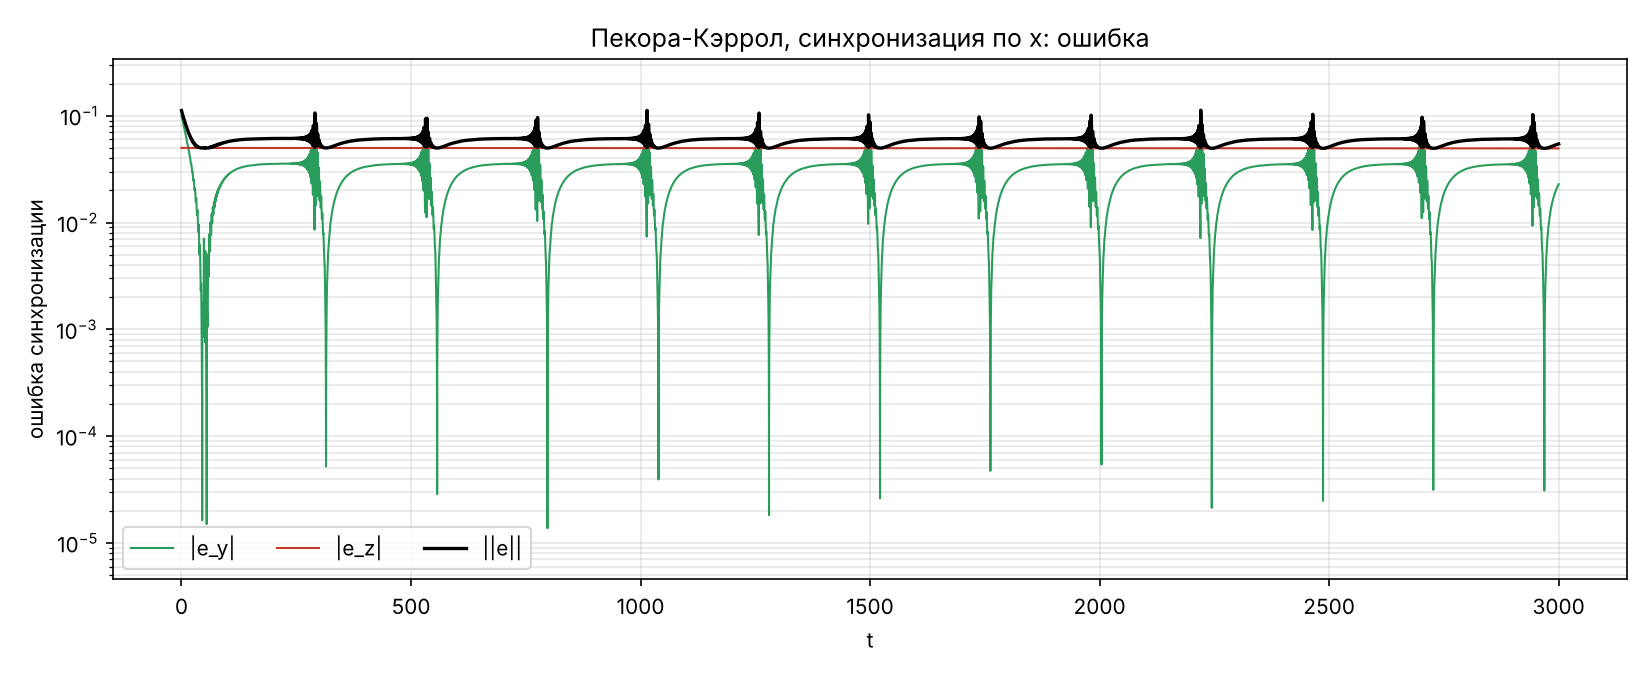 Пекора-Кэррол, синхронизация по x: ошибка
ошибка синхронизации
10⁻¹
10⁻²
10⁻³
10⁻⁴
10⁻⁵
|e_y| |e_z| ||e||
0 500 1000 1500 2000 2500 3000
t